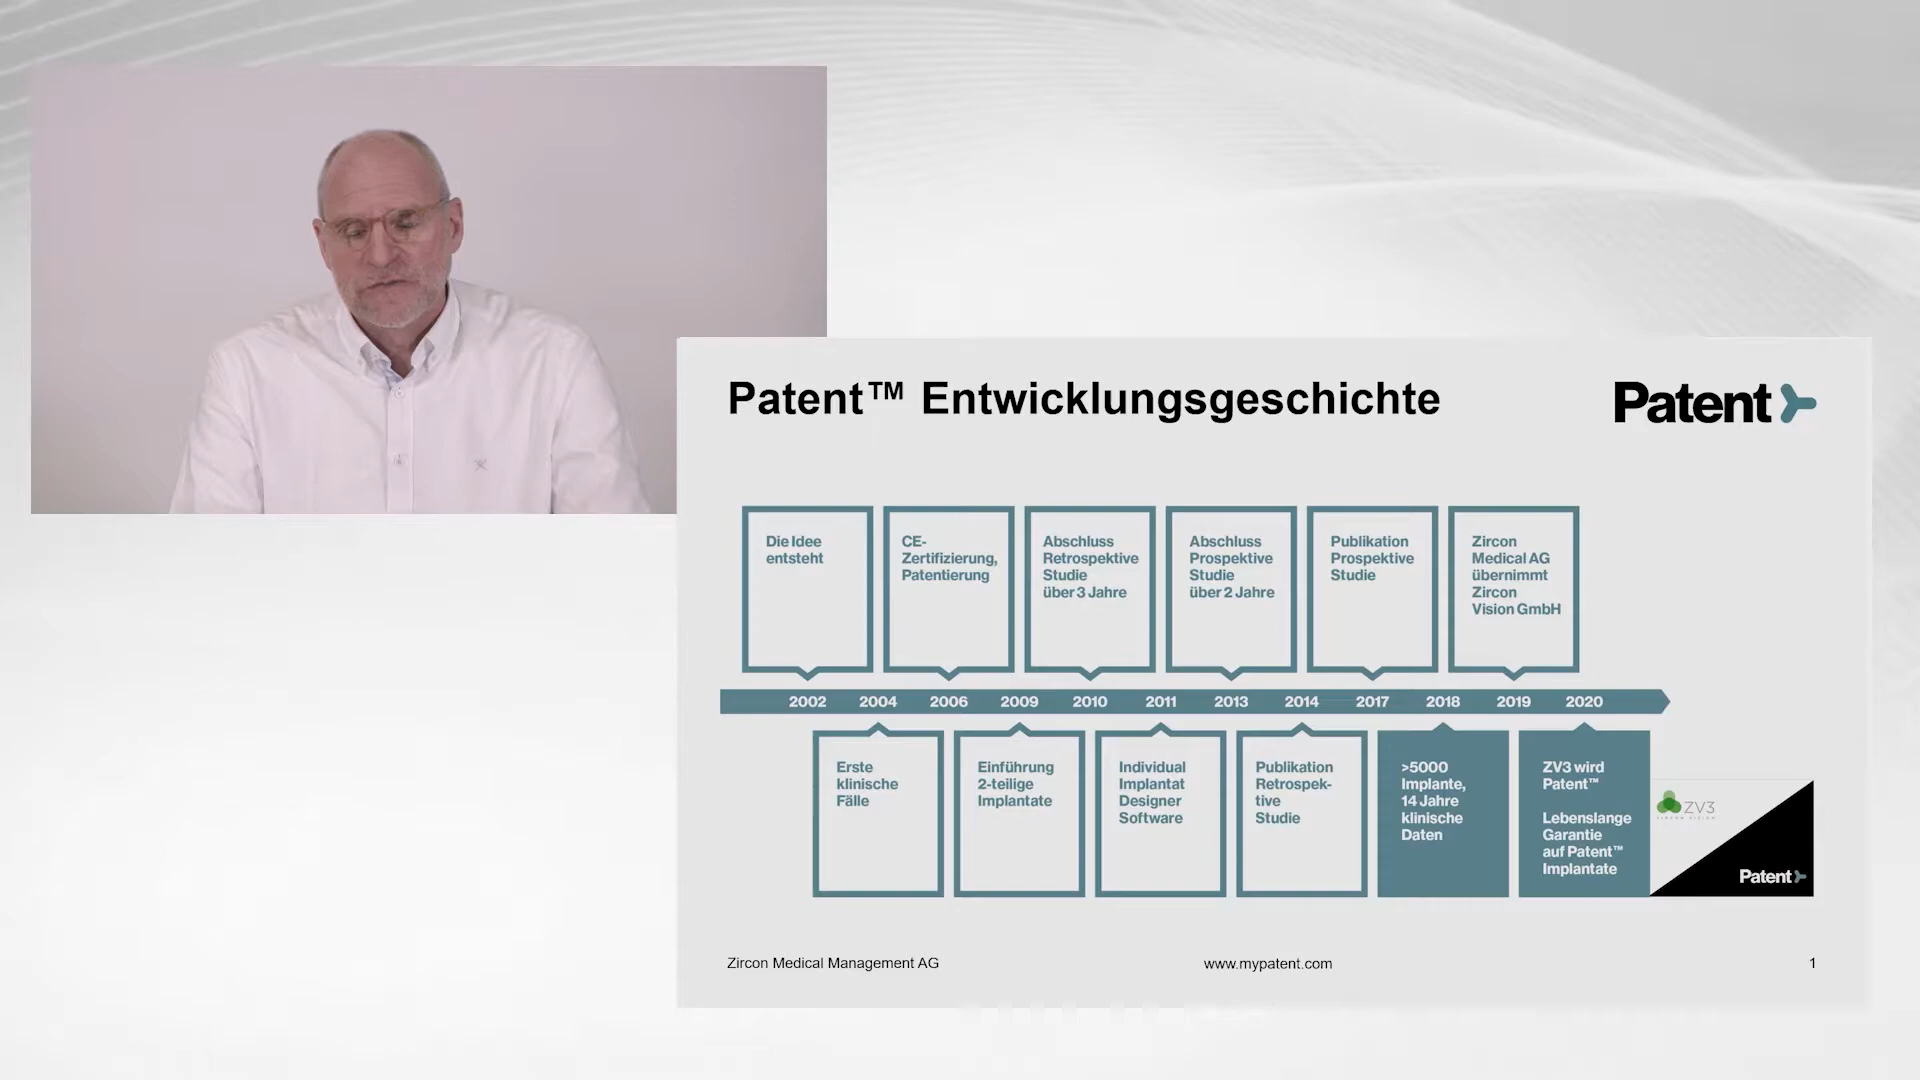 Patent™ Entwicklungsgeschichte
Patent
Die Idee
entsteht
CE-
Zertifizierung,
Patentierung
Abschluss
Retrospektive
Studie
über 3 Jahre
Abschluss
Prospektive
Studie
über 2 Jahre
Publikation
Prospektive
Studie
Zircon
Medical AG
übernimmt
Zircon
Vision GmbH
2002 2004 2006 2009 2010 2011 2013 2014 2017 2018 2019 2020
Erste
klinische
Fälle
Einführung
2-teilige
Implantate
Individual
Implantat
Designer
Software
Publikation
Retrospek-
tive
Studie
>5000
Implante,
14 Jahre
klinische
Daten
ZV3 wird
Patent™
Lebenslange
Garantie
auf Patent™
Implantate
ZV3
ZIRCON VISION
Patent
Zircon Medical Management AG
www.mypatent.com
1